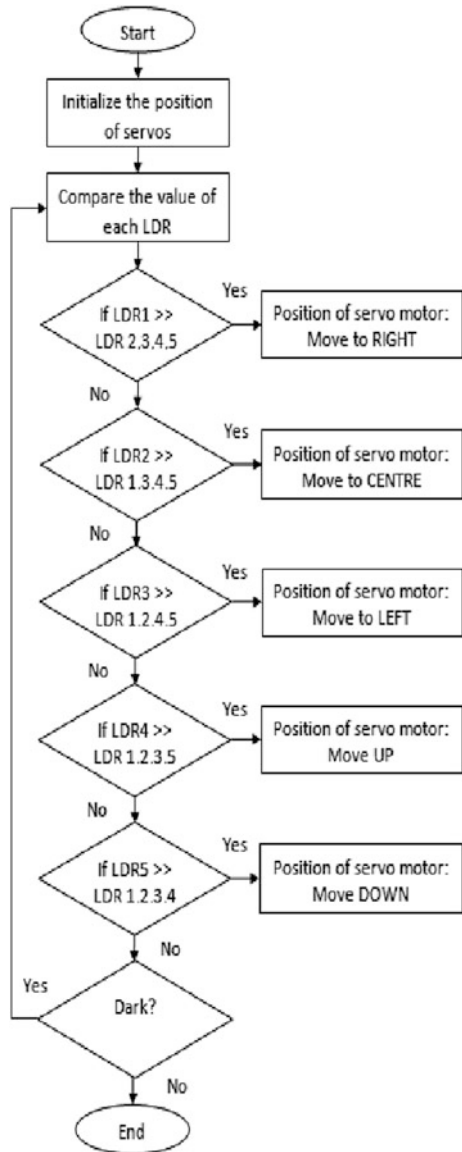 Start
Initialize the position
of servos
Compare the value of
each LDR
If LDR1 >>
LDR 2,3,4,5
Yes
Position of servo motor:
Move to RIGHT
No
If LDR2 >>
LDR 1.3.4.5
Yes
Position of servo motor:
Move to CENTRE
No
If LDR3 >>
LDR 1.2.4.5
Yes
Position of servo motor:
Move to LEFT
No
If LDR4 >>
LDR 1.2.3.5
Yes
Position of servo motor:
Move UP
No
If LDR5 >>
LDR 1.2.3.4
Yes
Position of servo motor:
Move DOWN
No
Yes
Dark?
No
End